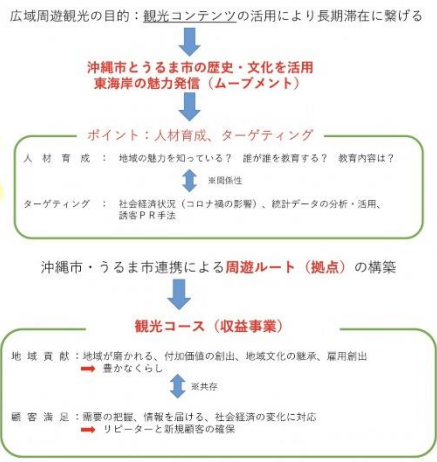 広域周遊観光の目的：観光コンテンツの活用により長期滞在に繋げる
沖縄市とうるま市の歴史・文化を活用
東海岸の魅力発信（ムーブメント）
ポイント：人材育成、ターゲティング
人材育成：地域の魅力を知っている？ 誰が誰を教育する？ 教育内容は？
※関係性
ターゲティング：社会経済状況（コロナ禍の影響）、統計データの分析・活用、
誘客ＰＲ手法
沖縄市・うるま市連携による周遊ルート（拠点）の構築
観光コース（収益事業）
地域貢献：地域が磨かれる、付加価値の創出、地域文化の継承、雇用創出
豊かなくらし
※共存
顧客満足：需要の把握、情報を届ける、社会経済の変化に対応
リピーターと新規顧客の確保